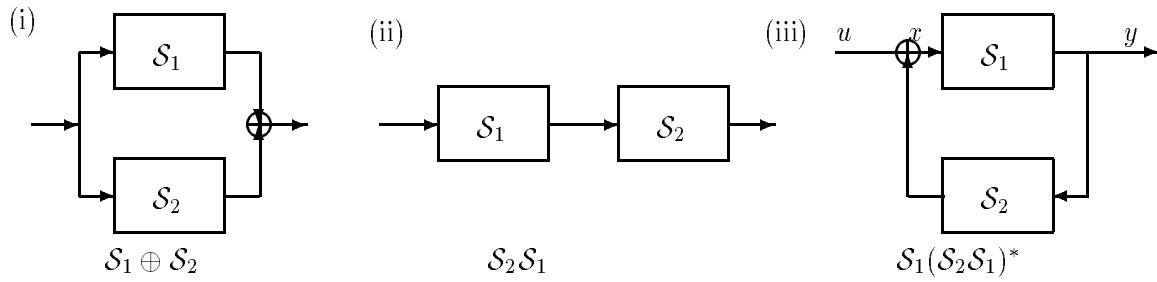 (i)
(ii)
(iii)
S₁
u
x
S₁
y
S₁
S₂
S₂
S₂
S₁ ⊕ S₂
S₂S₁
S₁(S₂S₁)*